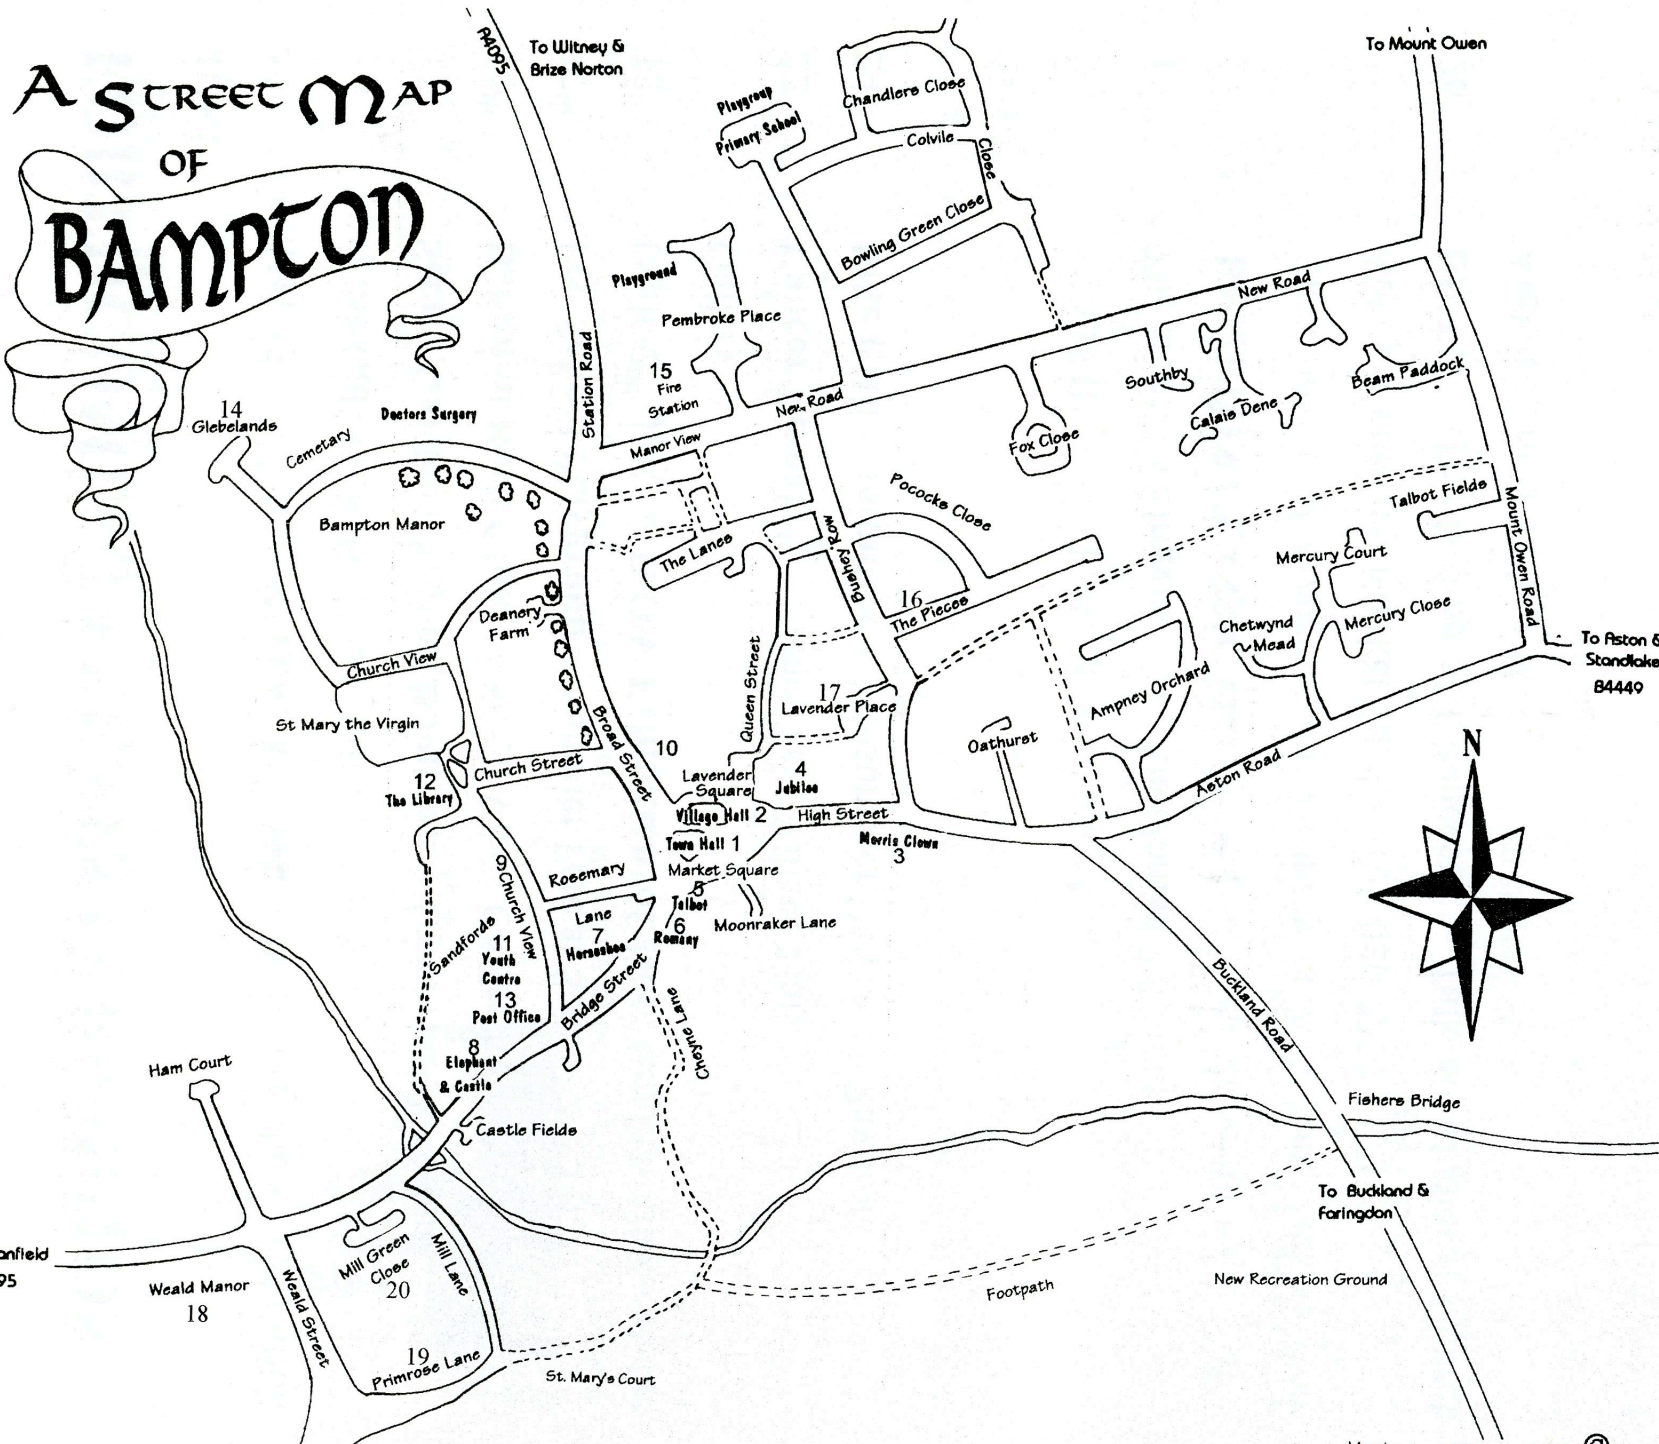 A STREET MAP
OF
BAMPTON
A4095
To Witney &
Brize Norton
To Mount Owen
Playgroup
Primary School
Chandlers Close
Colvile
Close
Bowling Green Close
Playground
Pembroke Place
New Road
15
Fire
Station
Station Road
New Road
Manor View
Southby
Beam Paddock
Calais Dene
Fox Close
14
Glebelands
Doctors Surgery
Cemetary
Bampton Manor
Pococks Close
Talbot Fields
Mount Owen Road
The Lanes
Bushey Row
Mercury Court
16
The Pieces
Mercury Close
Chetwynd
Mead
Deanery
Farm
To Aston &
Standlake
B4449
Church View
Queen Street
17
Lavender Place
Ampney Orchard
St Mary the Virgin
Broad Street
10
Oathurst
Church Street
Lavender
Square
4
Jubilee
Aston Road
N
12
The Library
Village Hall 2
High Street
Town Hall 1
Morris Clown
3
Market Square
9
Church View
Rosemary
Lane
5
Talbot
Moonraker Lane
6
Romany
7
Horseshoe
Sandfords
11
Youth
Centre
13
Post Office
Bridge Street
Cheyne Lane
Buckland Road
8
Elephant
& Castle
Ham Court
Castle Fields
Fishers Bridge
To Buckland &
Faringdon
anfield
95
Mill Green
Close
20
Mill Lane
Weald Manor
18
Weald Street
New Recreation Ground
Footpath
19
Primrose Lane
St. Mary's Court
@